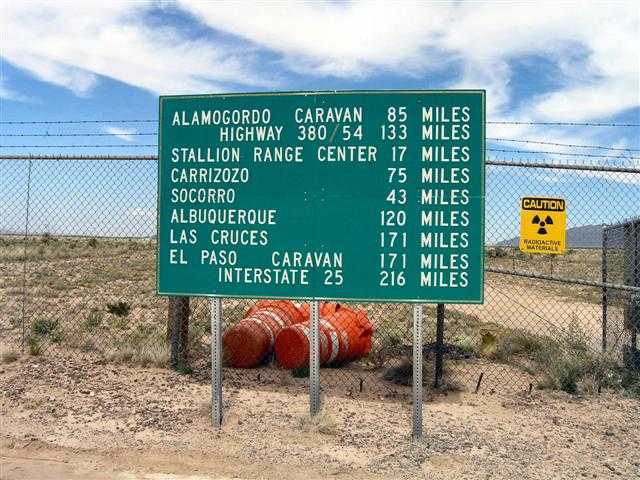 ALAMOGORDO CARAVAN 85 MILES
HIGHWAY 380/54 133 MILES
STALLION RANGE CENTER 17 MILES
CARRIZOZO 75 MILES
SOCORRO 43 MILES
ALBUQUERQUE 120 MILES
LAS CRUCES 171 MILES
EL PASO CARAVAN 171 MILES
INTERSTATE 25 216 MILES
CAUTION
RADIOACTIVE
MATERIALS